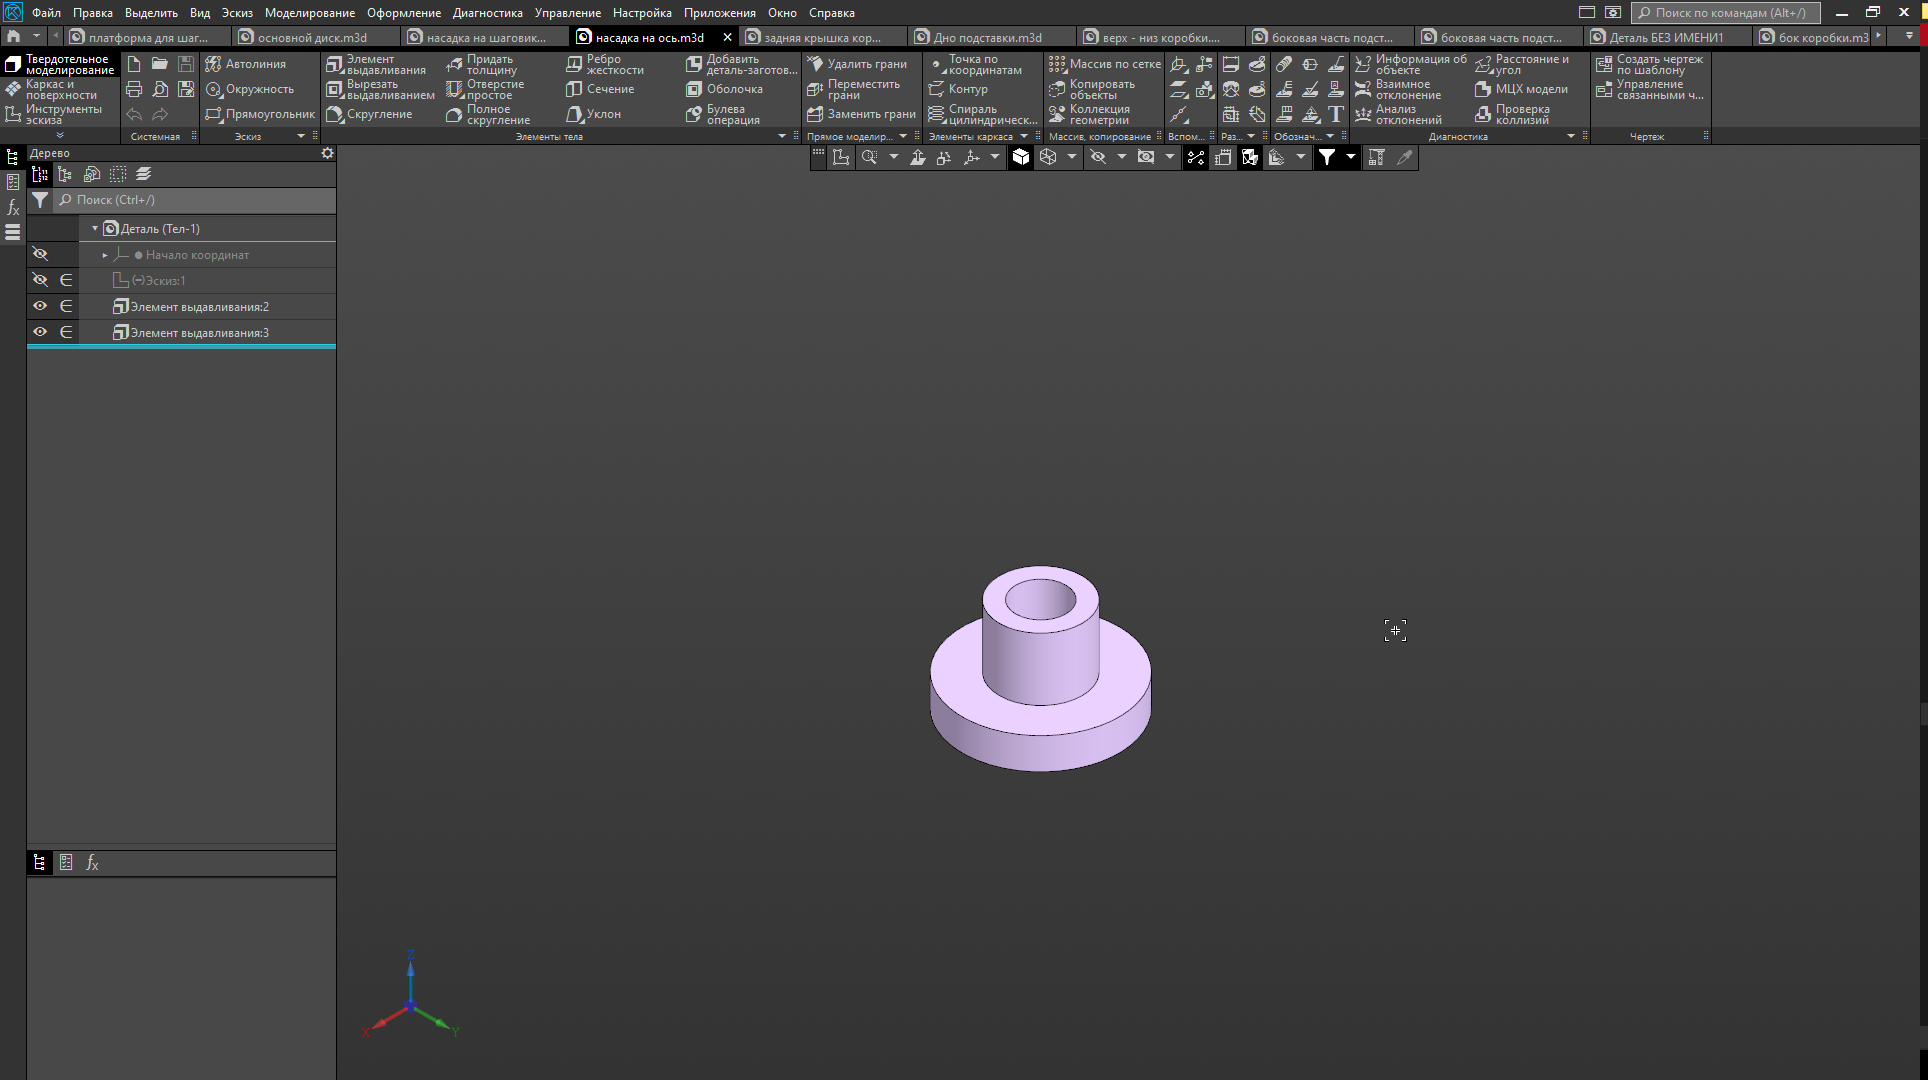 Файл Правка Выделить Вид Эскиз Моделирование Оформление Диагностика Управление Настройка Приложения Окно Справка Поиск по командам (Alt+/)
платформа для шаг... основной диск.m3d насадка на шаговик... насадка на ось.m3d задняя крышка кор... Дно подставки.m3d верх - низ коробки.... боковая часть подст... боковая часть подст... Деталь БЕЗ ИМЕНИ1 бок коробки.m3
Твердотельное моделирование
Каркас и поверхности
Инструменты эскиза
Системная
Автолиния
Окружность
Прямоугольник
Эскиз
Элемент выдавливания
Вырезать выдавливанием
Скругление
Придать толщину
Отверстие простое
Полное скругление
Ребро жесткости
Сечение
Уклон
Добавить деталь-заготов...
Оболочка
Булева операция
Элементы тела
Удалить грани
Переместить грани
Заменить грани
Прямое моделир...
Точка по координатам
Контур
Спираль цилиндрическ...
Элементы каркаса
Массив по сетке
Копировать объекты
Коллекция геометрии
Массив, копирование
Вспом...
Раз...
Обознач...
Информация об объекте
Взаимное отклонение
Анализ отклонений
Расстояние и угол
МЦХ модели
Проверка коллизий
Диагностика
Создать чертеж по шаблону
Управление связанными ч...
Чертеж
Дерево
Поиск (Ctrl+/)
Деталь (Тел-1)
Начало координат
(-)Эскиз:1
Элемент выдавливания:2
Элемент выдавливания:3
Z
X
Y